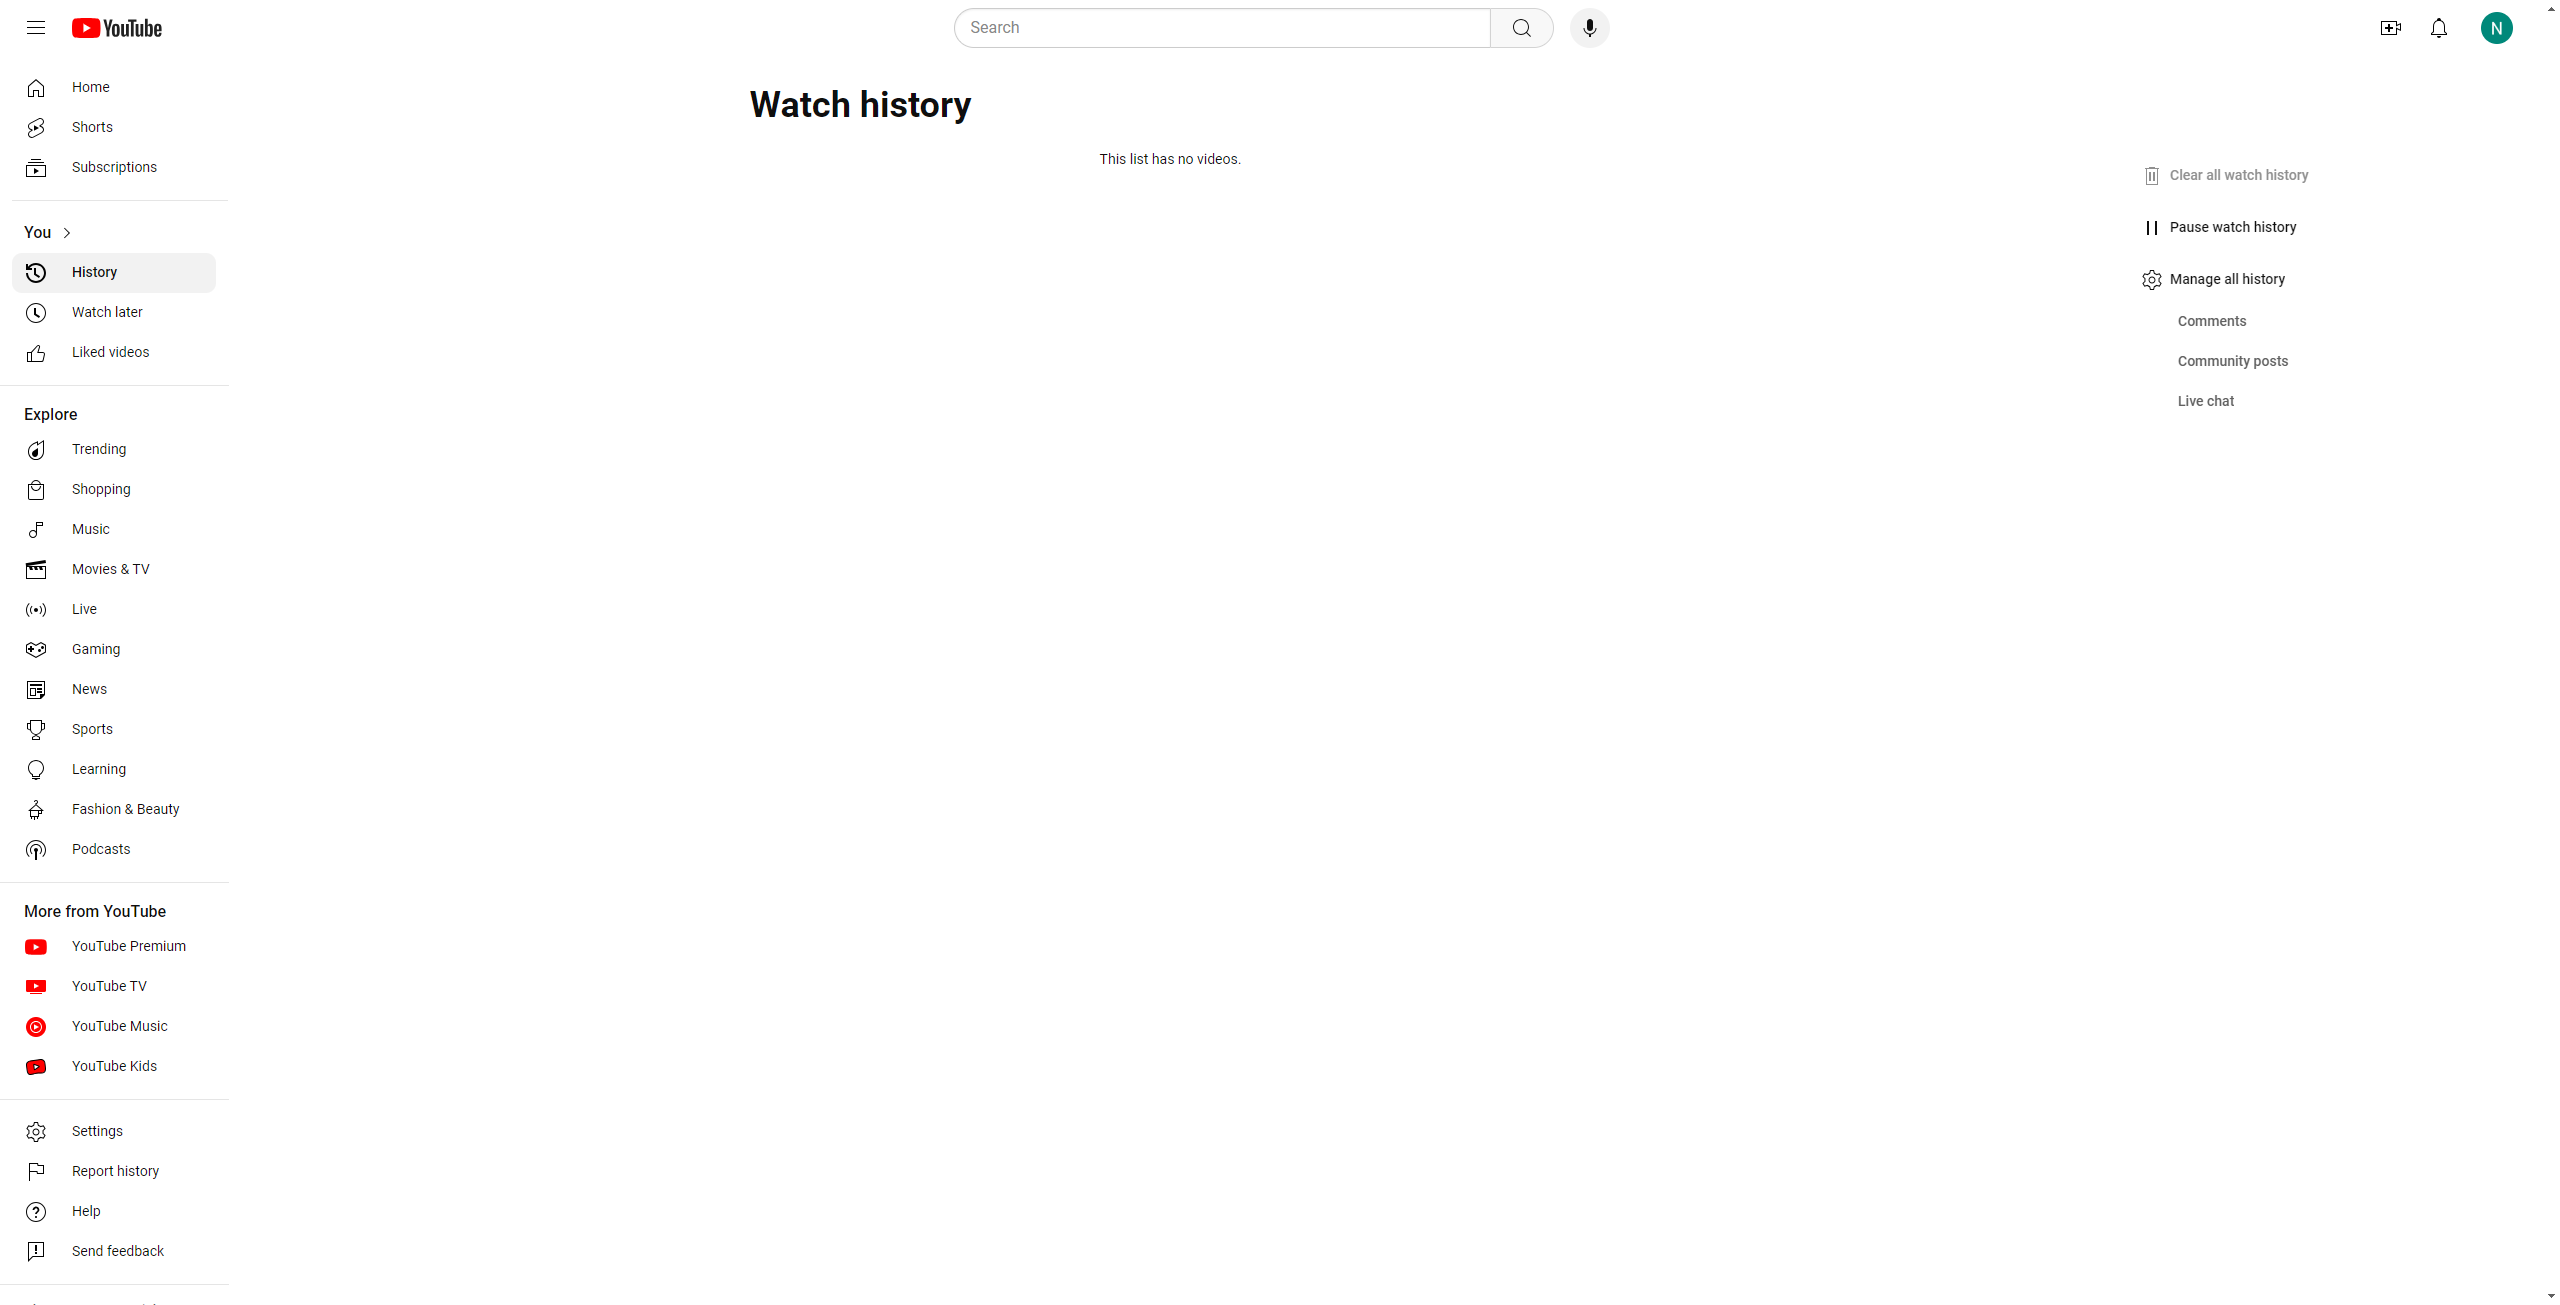 YouTube
Search
N
Home
Shorts
Subscriptions
You
History
Watch later
Liked videos
Explore
Trending
Shopping
Music
Movies & TV
Live
Gaming
News
Sports
Learning
Fashion & Beauty
Podcasts
More from YouTube
YouTube Premium
YouTube TV
YouTube Music
YouTube Kids
Settings
Report history
Help
Send feedback
Watch history
This list has no videos.
Clear all watch history
Pause watch history
Manage all history
Comments
Community posts
Live chat